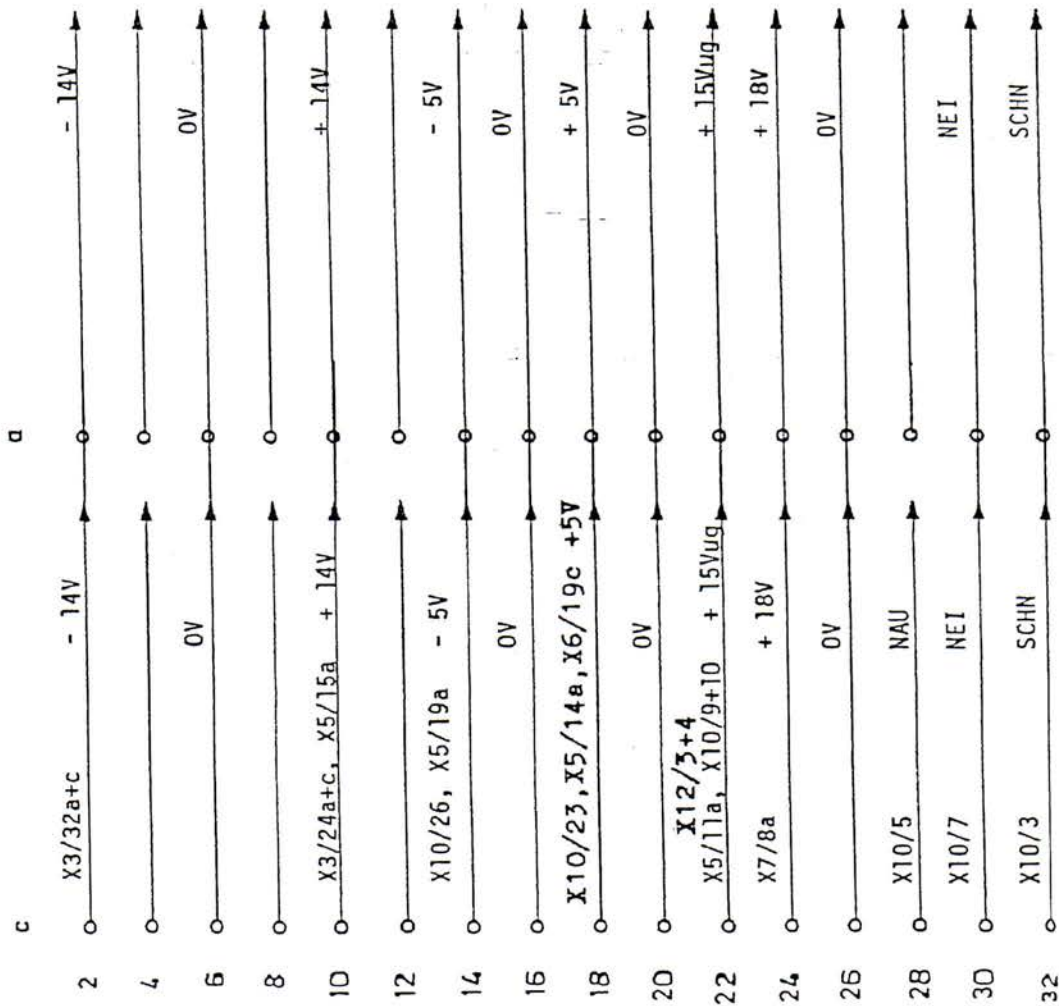 c a
2 X3/32a+c - 14V - 14V
4
6 0V 0V
8
10 X3/24a+c, X5/15a + 14V + 14V
12
14 X10/26, X5/19a - 5V - 5V
16 0V 0V
18 X10/23,X5/14a,X6/19c +5V + 5V
20 0V 0V
X12/3+4
22 X5/11a, X10/9+10 + 15Vug + 15Vug
24 X7/8a + 18V + 18V
26 0V 0V
28 X10/5 NAU
30 X10/7 NEI NEI
32 X10/3 SCHN SCHN